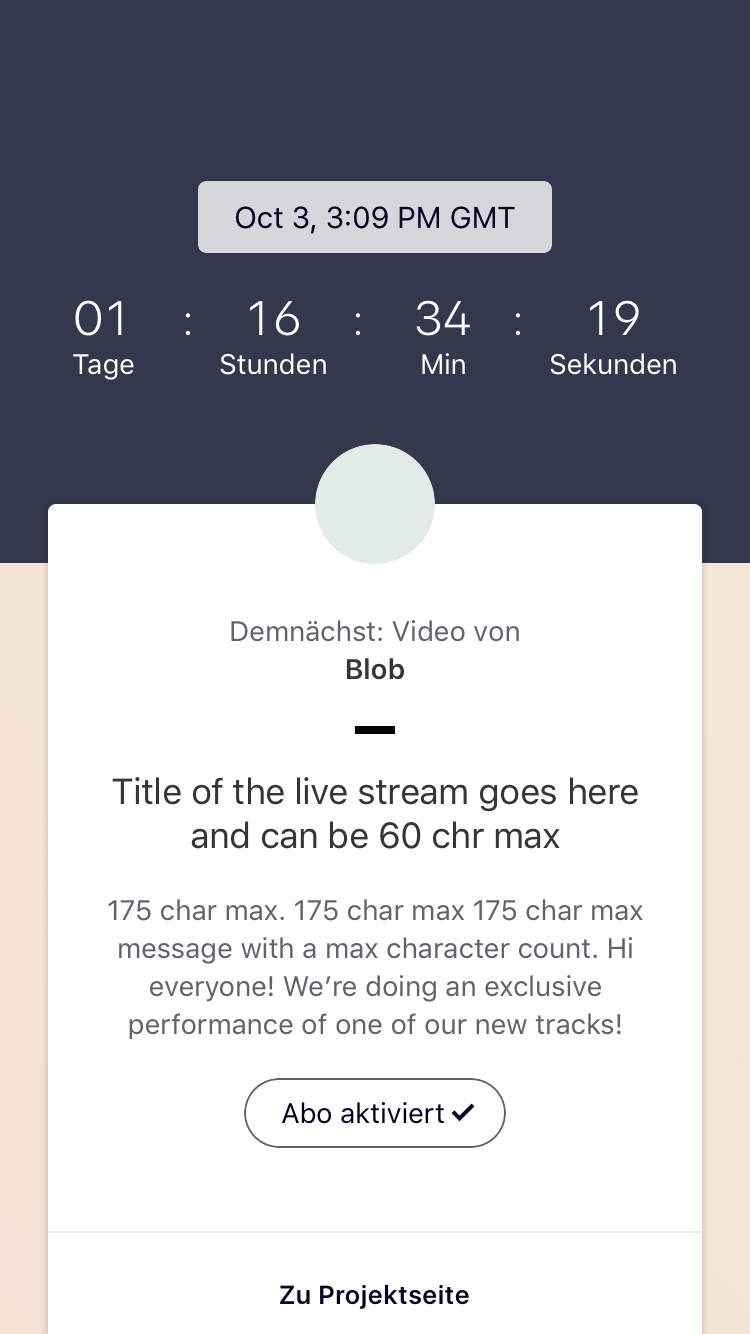 Oct 3, 3:09 PM GMT
01 : 16 : 34 : 19
Tage Stunden Min Sekunden
Demnächst: Video von
Blob
Title of the live stream goes here
and can be 60 chr max
175 char max. 175 char max 175 char max
message with a max character count. Hi
everyone! We’re doing an exclusive
performance of one of our new tracks!
Abo aktiviert ✔
Zu Projektseite